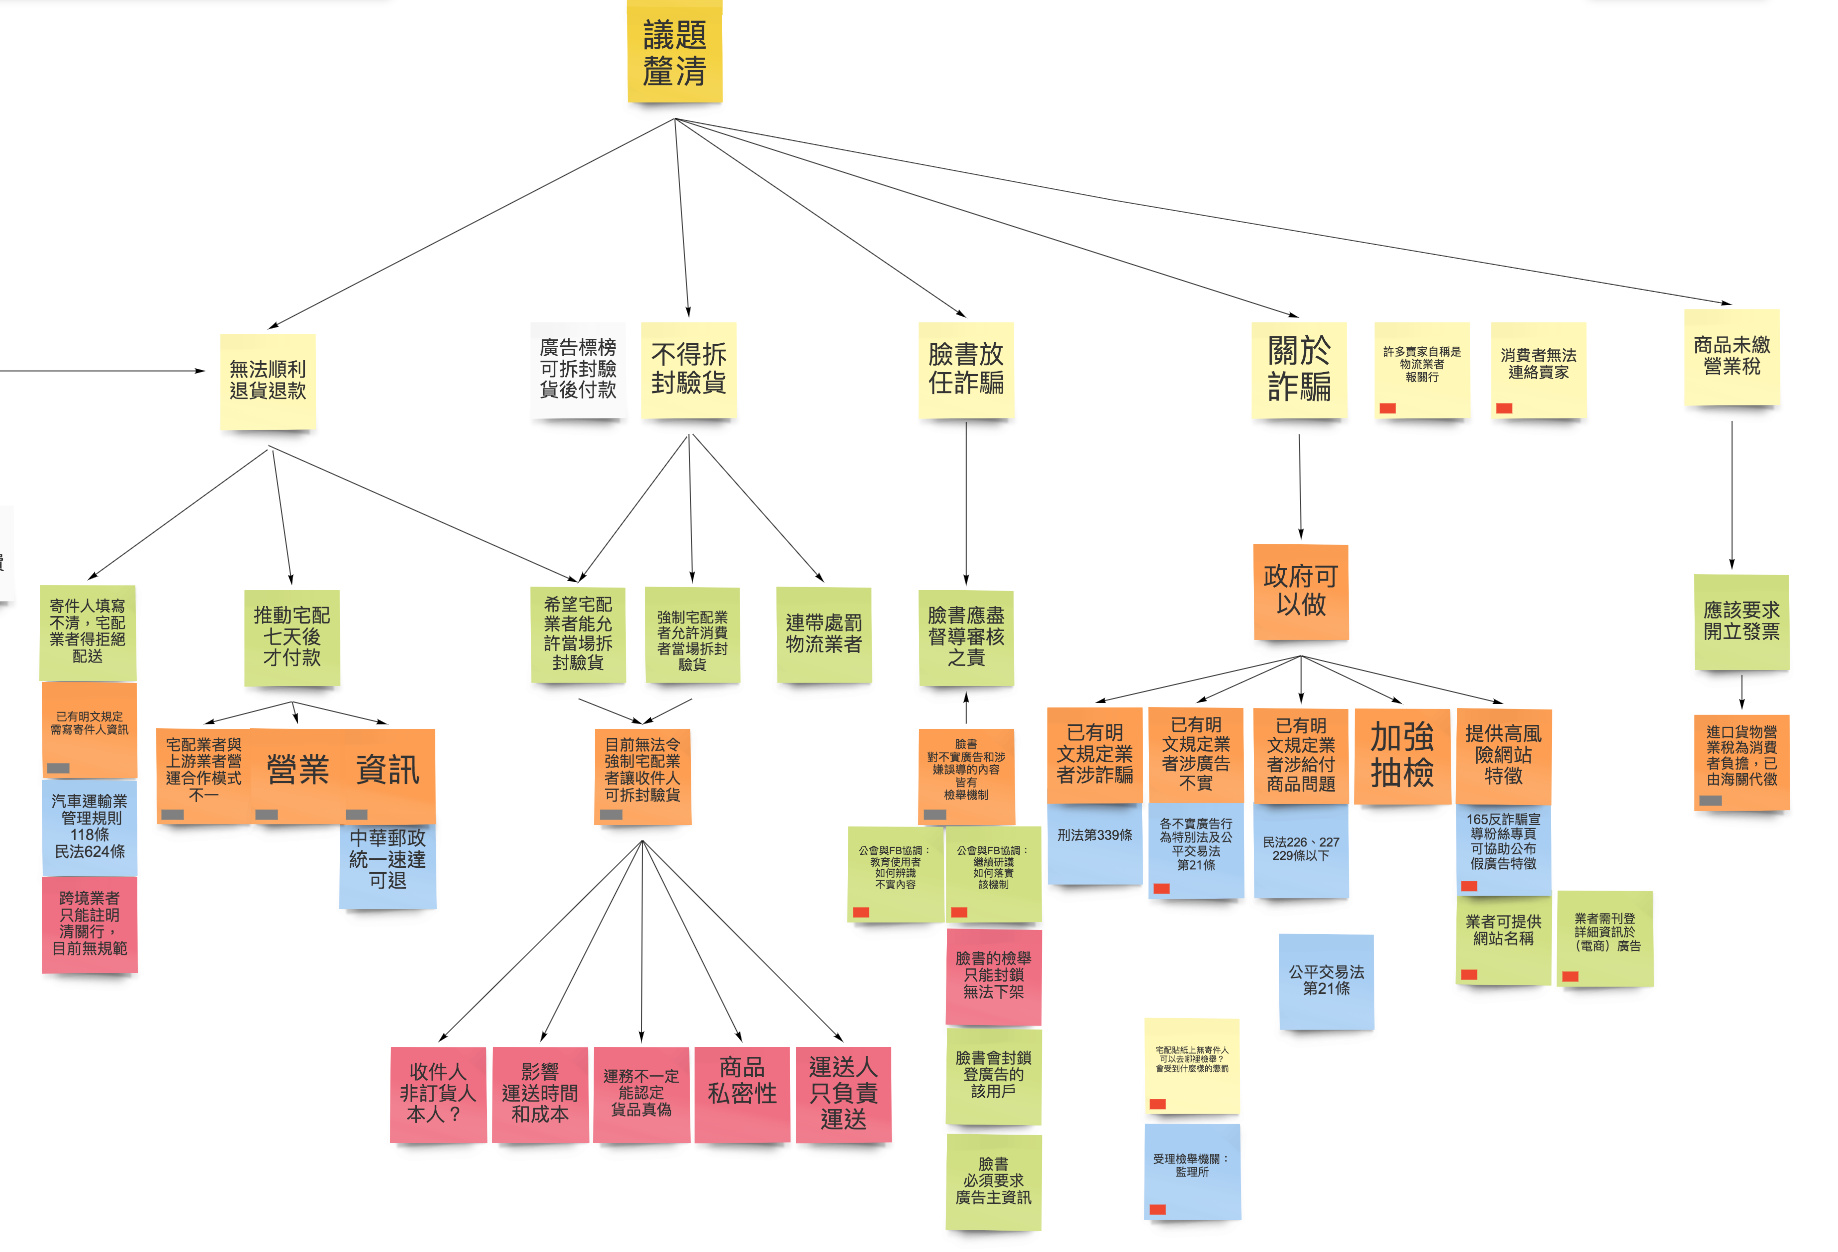 議題
釐清
無法順利
退貨退款
廣告標榜
可拆封驗
貨後付款
不得拆
封驗貨
臉書放
任詐騙
關於
詐騙
許多賣家自稱是
物流業者
報關行
消費者無法
連絡賣家
商品未繳
營業稅
寄件人填寫
不清,宅配
業者得拒絕
配送
推動宅配
七天後
才付款
希望宅配
業者能允
許當場拆
封驗貨
強制宅配業
者允許消費
者當場拆封
驗貨
連帶處罰
物流業者
臉書應盡
督導審核
之責
政府可
以做
應該要求
開立發票
已有明文規定
需寫寄件人資訊
宅配業者與
上游業者營
運合作模式
不一
營業
資訊
目前無法令
強制宅配業
者讓收件人
可拆封驗貨
臉書
對不實廣告和涉
嫌誤導的內容
皆有
檢舉機制
已有明
文規定業
者涉詐騙
已有明
文規定業
者涉廣告
不實
已有明
文規定業
者涉給付
商品問題
加強
抽檢
提供高風
險網站
特徵
進口貨物營
業稅為消費
者負擔,已
由海關代徵
汽車運輸業
管理規則
118條
民法624條
中華郵政
統一速達
可退
公會與FB協調:
教育使用者
如何辨識
不實內容
公會與FB協調:
繼續研議
如何落實
該機制
刑法第339條
各不實廣告行
為特別法及公
平交易法
第21條
民法226、227
229條以下
165反詐騙宣
導粉絲專頁
可協助公布
假廣告特徵
跨境業者
只能註明
清關行,
目前無規範
臉書的檢舉
只能封鎖
無法下架
業者可提供
網站名稱
業者需刊登
詳細資訊於
(電商)廣告
公平交易法
第21條
收件人
非訂貨人
本人?
影響
運送時間
和成本
運務不一定
能認定
貨品真偽
商品
私密性
運送人
只負責
運送
臉書會封鎖
登廣告的
該用戶
宅配貼紙上無寄件人
可以去哪裡檢舉?
會受到什麼樣的懲罰
臉書
必須要求
廣告主資訊
受理檢舉機關:
監理所